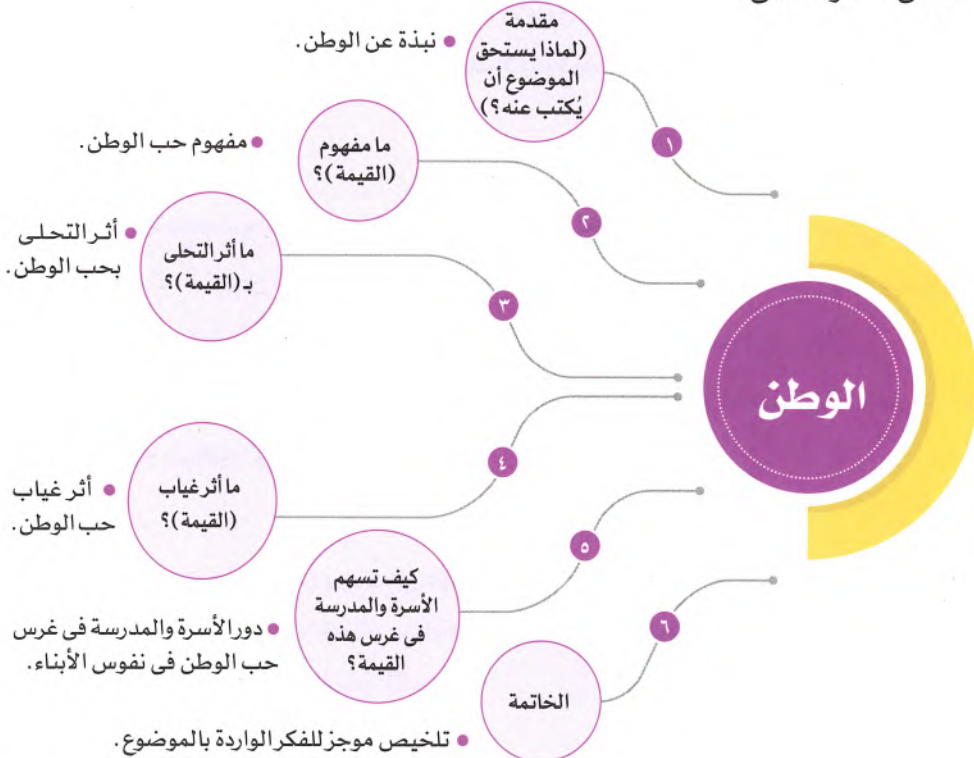 مقدمة
(لماذا يستحق
الموضوع أن
يُكتب عنه؟)
• نبذة عن الوطن.
١
ما مفهوم
(القيمة)؟
• مفهوم حب الوطن.
٢
ما أثر التحلى
بـ (القيمة)؟
• أثر التحلى
بحب الوطن.
٣
الوطن
٤
ما أثر غياب
(القيمة)؟
• أثر غياب
حب الوطن.
٥
كيف تسهم
الأسرة والمدرسة
فى غرس هذه
القيمة؟
• دور الأسرة والمدرسة فى غرس
حب الوطن فى نفوس الأبناء.
٦
الخاتمة
• تلخيص موجز للفكر الواردة بالموضوع.